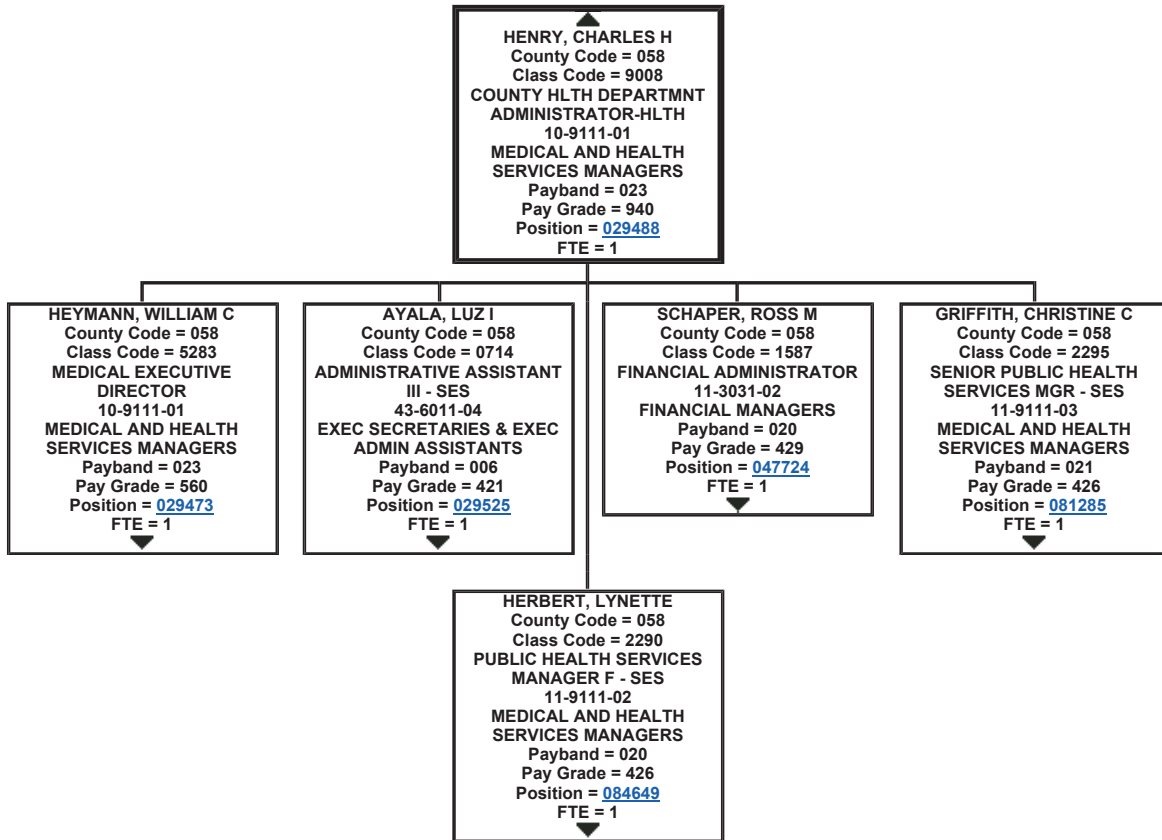 HENRY, CHARLES H
County Code = 058
Class Code = 9008
COUNTY HLTH DEPARTMNT
ADMINISTRATOR-HLTH
10-9111-01
MEDICAL AND HEALTH
SERVICES MANAGERS
Payband = 023
Pay Grade = 940
Position = 029488
FTE = 1
HEYMANN, WILLIAM C
County Code = 058
Class Code = 5283
MEDICAL EXECUTIVE
DIRECTOR
10-9111-01
MEDICAL AND HEALTH
SERVICES MANAGERS
Payband = 023
Pay Grade = 560
Position = 029473
FTE = 1
AYALA, LUZ I
County Code = 058
Class Code = 0714
ADMINISTRATIVE ASSISTANT
III - SES
43-6011-04
EXEC SECRETARIES & EXEC
ADMIN ASSISTANTS
Payband = 006
Pay Grade = 421
Position = 029525
FTE = 1
SCHAPER, ROSS M
County Code = 058
Class Code = 1587
FINANCIAL ADMINISTRATOR
11-3031-02
FINANCIAL MANAGERS
Payband = 020
Pay Grade = 429
Position = 047724
FTE = 1
GRIFFITH, CHRISTINE C
County Code = 058
Class Code = 2295
SENIOR PUBLIC HEALTH
SERVICES MGR - SES
11-9111-03
MEDICAL AND HEALTH
SERVICES MANAGERS
Payband = 021
Pay Grade = 426
Position = 081285
FTE = 1
HERBERT, LYNETTE
County Code = 058
Class Code = 2290
PUBLIC HEALTH SERVICES
MANAGER F - SES
11-9111-02
MEDICAL AND HEALTH
SERVICES MANAGERS
Payband = 020
Pay Grade = 426
Position = 084649
FTE = 1